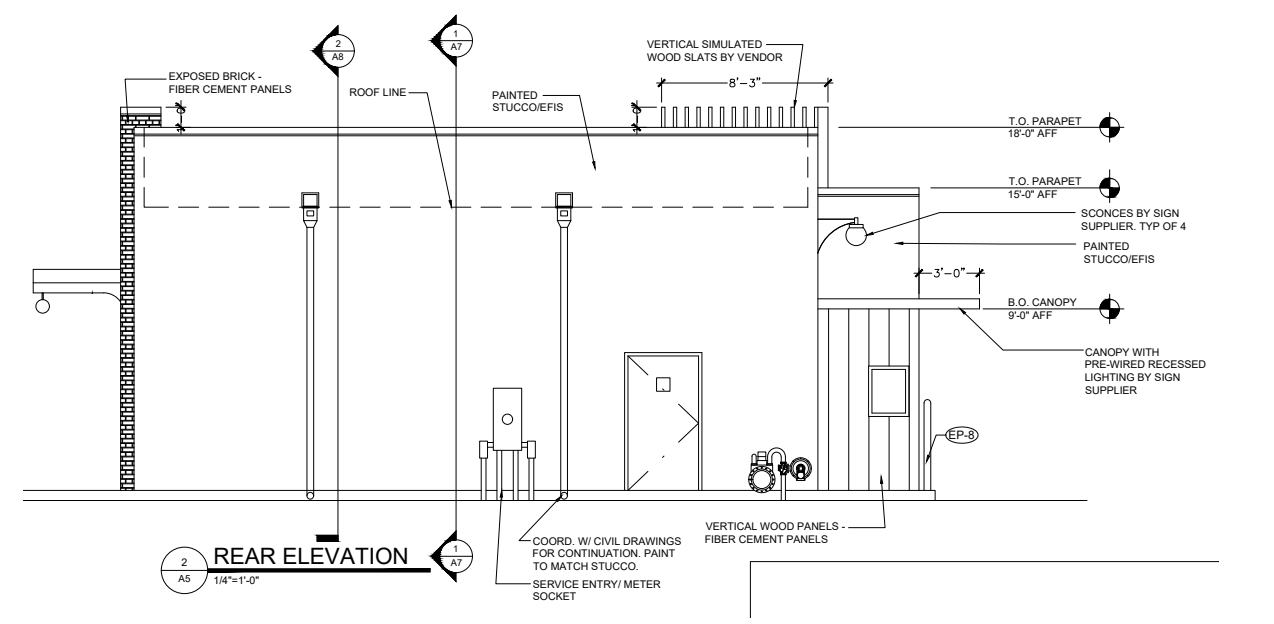 2
A8
1
A7
VERTICAL SIMULATED
WOOD SLATS BY VENDOR
EXPOSED BRICK -
FIBER CEMENT PANELS
ROOF LINE
PAINTED
STUCCO/EFIS
8'-3"
T.O. PARAPET
18'-0" AFF
T.O. PARAPET
15'-0" AFF
SCONCES BY SIGN
SUPPLIER. TYP OF 4
PAINTED
STUCCO/EFIS
3'-0"
B.O. CANOPY
9'-0" AFF
CANOPY WITH
PRE-WIRED RECESSED
LIGHTING BY SIGN
SUPPLIER
EP-8
VERTICAL WOOD PANELS -
FIBER CEMENT PANELS
COORD. W/ CIVIL DRAWINGS
FOR CONTINUATION. PAINT
TO MATCH STUCCO.
SERVICE ENTRY/ METER
SOCKET
2
A5
REAR ELEVATION
1/4"=1'-0"
1
A7